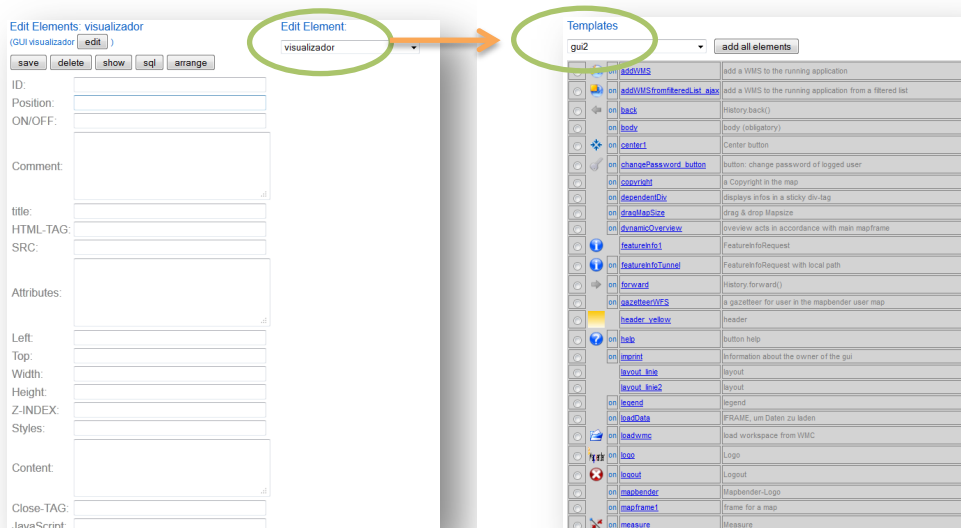 Edit Elements: visualizador
(GUI visualizador edit )
save delete show sql arrange
ID:
Position:
ON/OFF:
Comment:
title:
HTML-TAG:
SRC:
Attributes:
Left:
Top:
Width:
Height:
Z-INDEX:
Styles:
Content:
Close-TAG:
JavaScript:
Edit Element:
visualizador
Templates
gui2 add all elements
on addWMS add a WMS to the running application
on addWMSfromfilteredList_ajax add a WMS to the running application from a filtered list
on back History.back()
on body body (obligatory)
on center1 Center button
on changePassword_button button: change password of logged user
on copyright a Copyright in the map
on dependentDiv displays infos in a sticky div-tag
on dragMapSize drag & drop Mapsize
on dynamicOverview oveview acts in accordance with main mapframe
featureInfo1 FeatureInfoRequest
on featureInfoTunnel FeatureInfoRequest with local path
on forward History.forward()
on gazetteerWFS a gazetteer for user in the mapbender user map
header_yellow header
on help button help
on imprint Information about the owner of the gui
layout_linie layout
layout_linie2 layout
on legend legend
on loadData IFRAME, um Daten zu laden
on loadwmc load workspace from WMC
on logo Logo
on logout Logout
on mapbender Mapbender-Logo
on mapframe1 frame for a map
on measure Measure